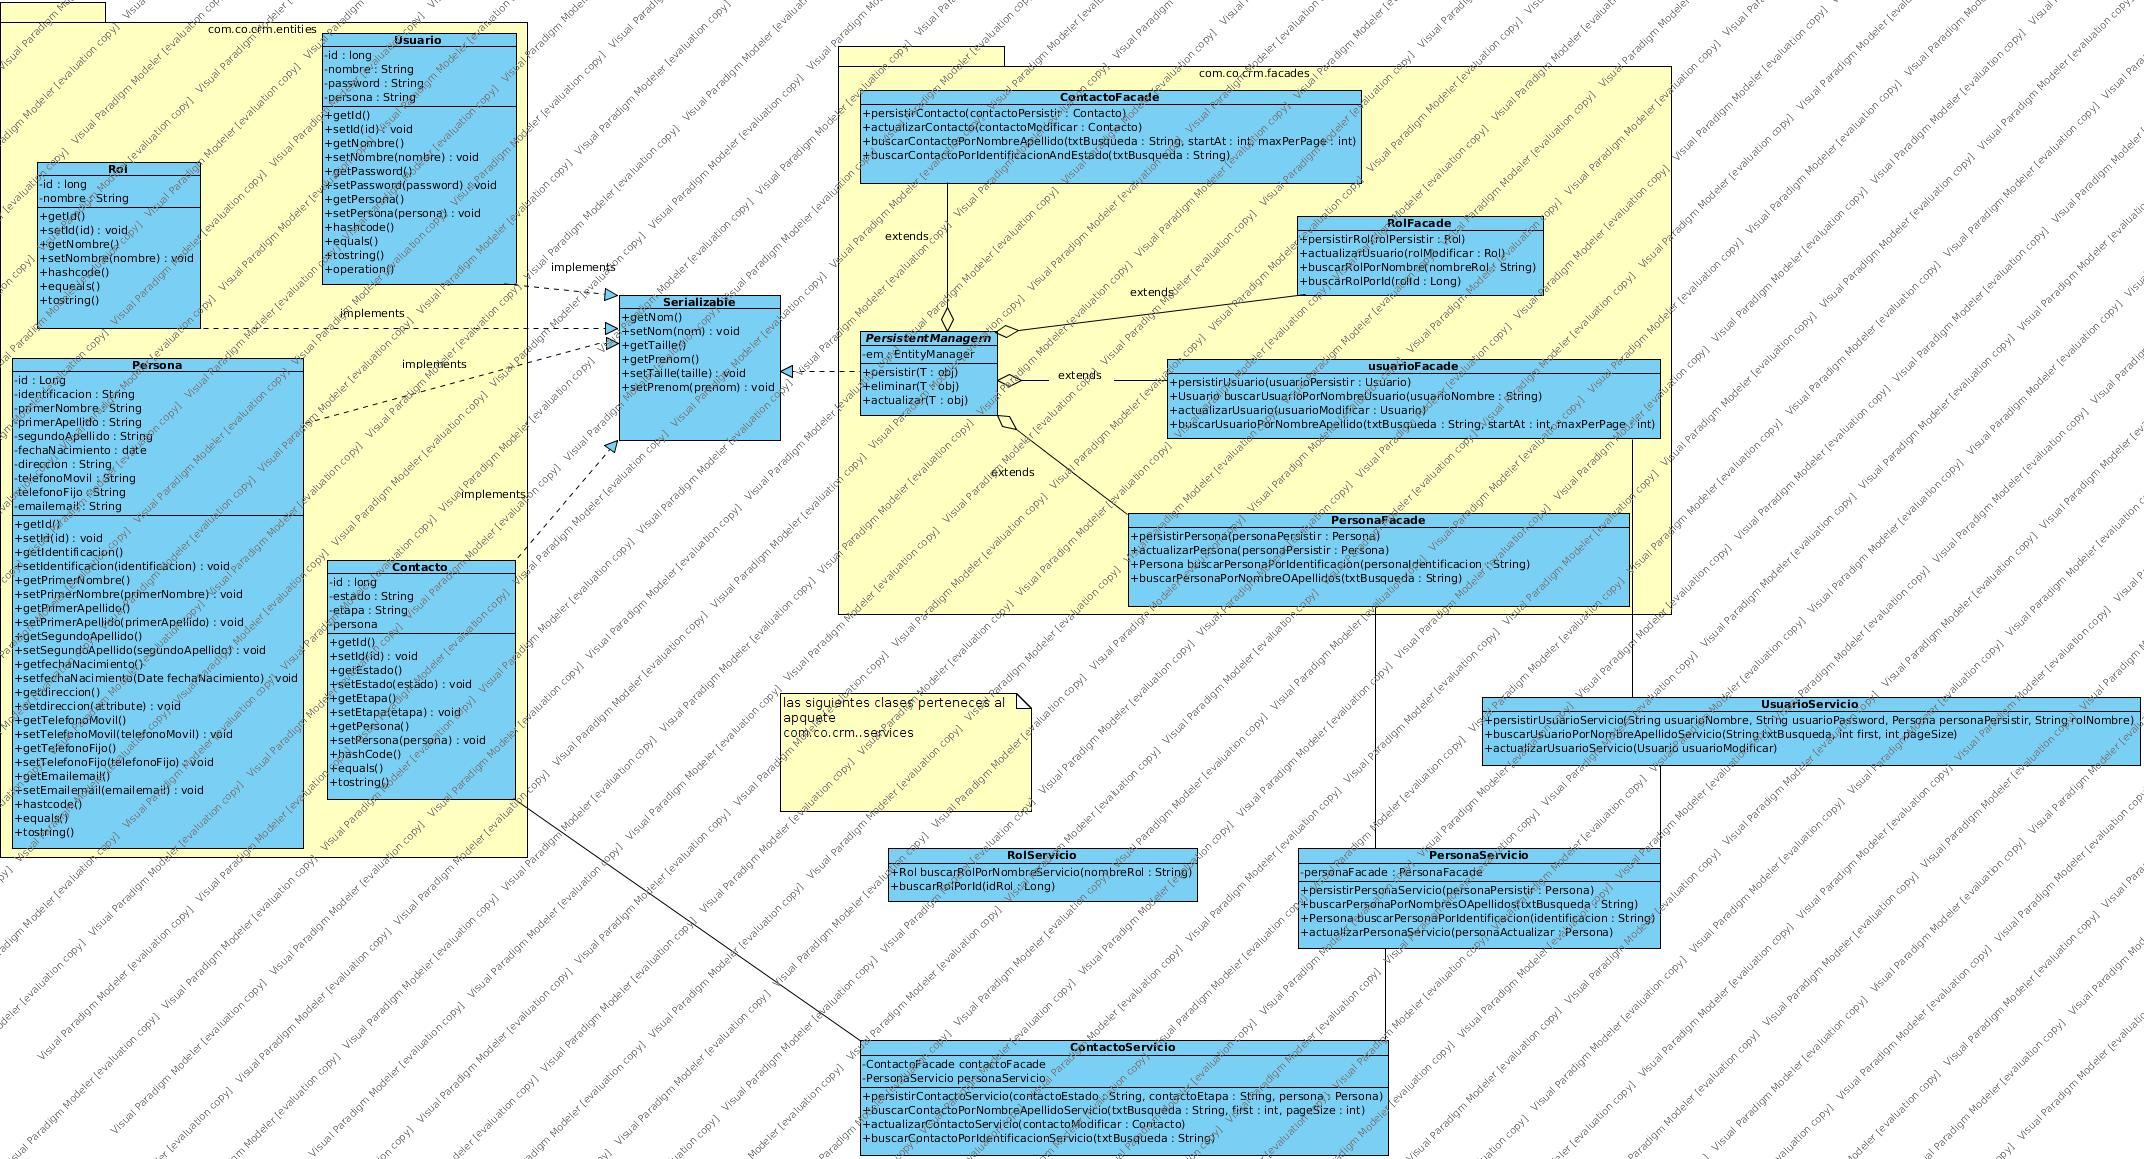 com.co.crm.entities
Usuario
-id : long
-nombre : String
-password : String
-persona : String
+getId()
+setId(id) : void
+getNombre()
+setNombre(nombre) : void
+getPassword()
+setPassword(password) : void
+getPersona()
+setPersona(persona) : void
+hashcode()
+equals()
+tostring()
+operation()
Rol
-id : long
-nombre : String
+getId()
+setId(id) : void
+getNombre()
+setNombre(nombre) : void
+hashcode()
+equeals()
+tostring()
Persona
-id : Long
-identificacion : String
-primerNombre : String
-primerApellido : String
-segundoApellido : String
-fechaNacimiento : date
-direccion : String
-telefonoMovil : String
-telefonoFijo : String
-emailemail : String
+getId()
+setId(id) : void
+getIdentificacion()
+setIdentificacion(identificacion) : void
+getPrimerNombre()
+setPrimerNombre(primerNombre) : void
+getPrimerApellido()
+setPrimerApellido(primerApellido) : void
+getSegundoApellido()
+setSegundoApellido(segundoApellido) : void
+getfechaNacimiento()
+setfechaNacimiento(Date fechaNacimiento) : void
+getdireccion()
+setdireccion(attribute) : void
+getTelefonoMovil()
+setTelefonoMovil(telefonoMovil) : void
+getTelefonoFijo()
+setTelefonoFijo(telefonoFijo) : void
+getEmailemail()
+setEmailemail(emailemail) : void
+hastcode()
+equals()
+tostring()
Contacto
-id : long
-estado : String
-etapa : String
-persona
+getId()
+setId(id) : void
+getEstado()
+setEstado(estado) : void
+getEtapa()
+setEtapa(etapa) : void
+getPersona()
+setPersona(persona) : void
+hashCode()
+equals()
+tostring()
implements
implements
implements
implements
Serializable
+getNom()
+setNom(nom) : void
+getTaille()
+getPrenom()
+setTaille(taille) : void
+setPrenom(prenom) : void
com.co.crm.facades
ContactoFacade
+persistirContacto(contactoPersistir : Contacto)
+actualizarContacto(contactoModificar : Contacto)
+buscarContactoPorNombreApellido(txtBusqueda : String, startAt : int, maxPerPage : int)
+buscarContactoPorIdentificacionAndEstado(txtBusqueda : String)
extends
RolFacade
+persistirRol(rolPersistir : Rol)
+actualizarUsuario(rolModificar : Rol)
+buscarRolPorNombre(nombreRol : String)
+buscarRolPorId(rolId : Long)
extends
PersistentManagem
-em : EntityManager
+persistir(T : obj)
+eliminar(T : obj)
+actualizar(T : obj)
extends
usuarioFacade
+persistirUsuario(usuarioPersistir : Usuario)
+Usuario buscarUsuarioPorNombreUsuario(usuarioNombre : String)
+actualizarUsuario(usuarioModificar : Usuario)
+buscarUsuarioPorNombreApellido(txtBusqueda : String, startAt : int, maxPerPage : int)
extends
PersonaFacade
+persistirPersona(personaPersistir : Persona)
+actualizarPersona(personaPersistir : Persona)
+Persona buscarPersonaPorIdentificacion(personaIdentificacion : String)
+buscarPersonaPorNombreOApellidos(txtBusqueda : String)
las siguientes clases perteneces al
apquete
com.co.crm..services
UsuarioServicio
+persistirUsuarioServicio(String usuarioNombre, String usuarioPassword, Persona personaPersistir, String rolNombre)
+buscarUsuarioPorNombreApellidoServicio(String txtBusqueda, int first, int pageSize)
+actualizarUsuarioServicio(Usuario usuarioModificar)
RolServicio
+Rol buscarRolPorNombreServicio(nombreRol : String)
+buscarRolPorId(idRol : Long)
PersonaServicio
-personaFacade : PersonaFacade
+persistirPersonaServicio(personaPersistir : Persona)
+buscarPersonaPorNombresOApellidos(txtBusqueda : String)
+Persona buscarPersonaPorIdentificacion(identificacion : String)
+actualizarPersonaServicio(personaActualizar : Persona)
ContactoServicio
-ContactoFacade contactoFacade
-PersonaServicio personaServicio
+persistirContactoServicio(contactoEstado : String, contactoEtapa : String, persona : Persona)
+buscarContactoPorNombreApellidoServicio(txtBusqueda : String, first : int, pageSize : int)
+actualizarContactoServicio(contactoModificar : Contacto)
+buscarContactoPorIdentificacionServicio(txtBusqueda : String)
Visual Paradigm Modeler [evaluation copy]